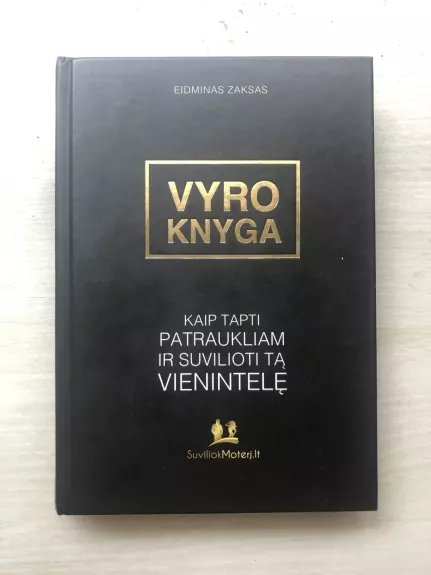 EIDMINAS ZAKSAS
VYRO
KNYGA
KAIP TAPTI
PATRAUKLIAM
IR SUVILIOTI TĄ
VIENINTELĘ
SuviliokMoterį.lt